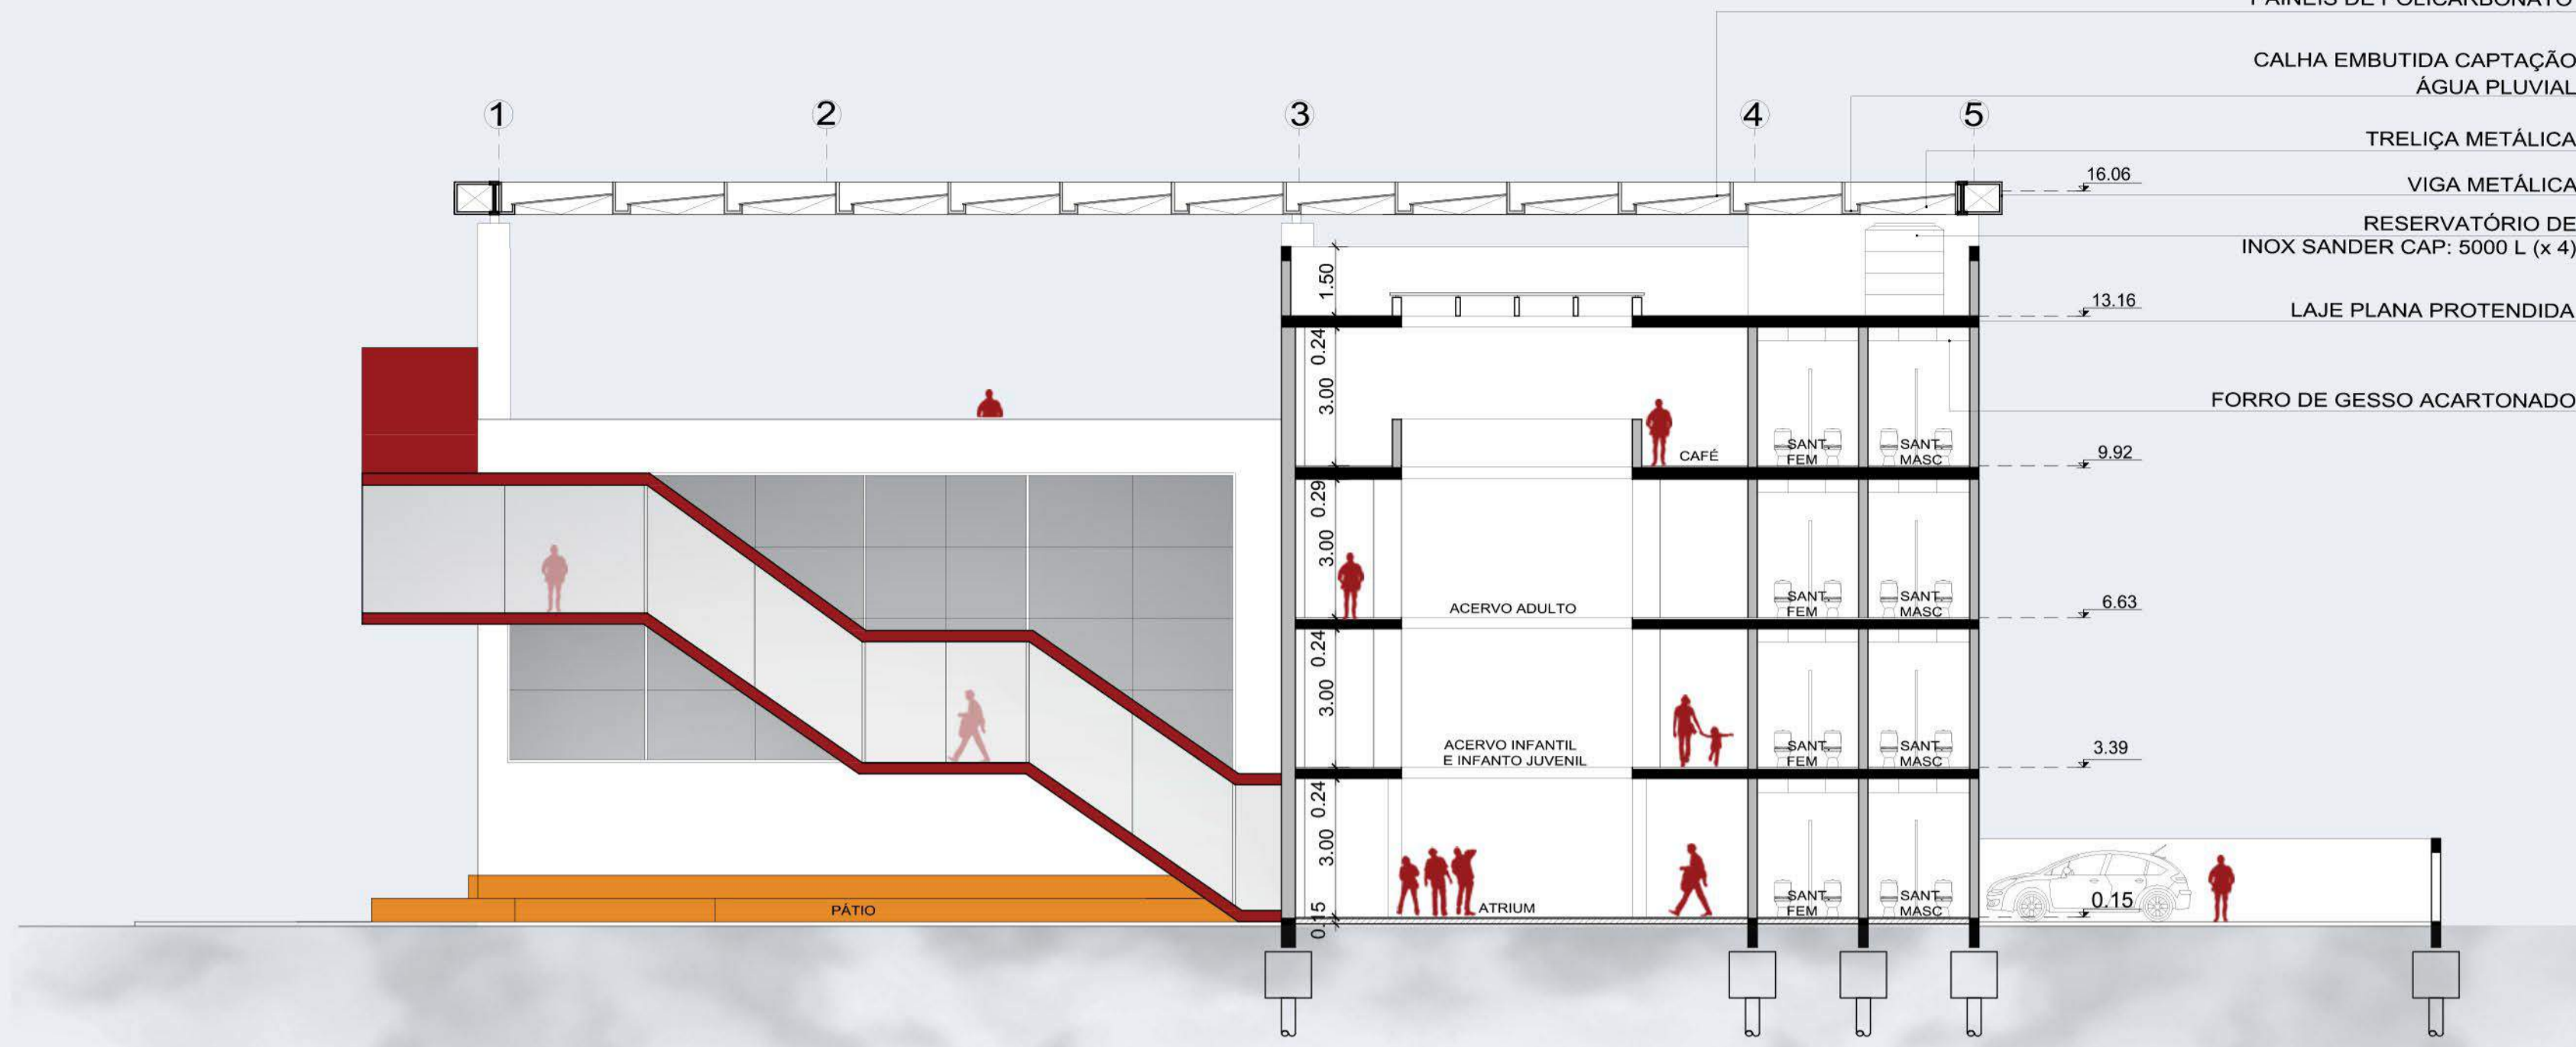 PAINÉIS DE POLICARBONATO
CALHA EMBUTIDA CAPTAÇÃO
ÁGUA PLUVIAL
1
2
3
4
5
TRELIÇA METÁLICA
16.06
VIGA METÁLICA
RESERVATÓRIO DE
INOX SANDER CAP: 5000 L (x 4)
1.50
13.16
LAJE PLANA PROTENDIDA
0.24
3.00
FORRO DE GESSO ACARTONADO
CAFÉ
SANT.
FEM
SANT.
MASC
9.92
0.29
3.00
ACERVO ADULTO
SANT.
FEM
SANT.
MASC
6.63
0.24
3.00
ACERVO INFANTIL
E INFANTO JUVENIL
SANT.
FEM
SANT.
MASC
3.39
0.24
3.00
0.15
PÁTIO
ATRIUM
SANT.
FEM
SANT.
MASC
0.15